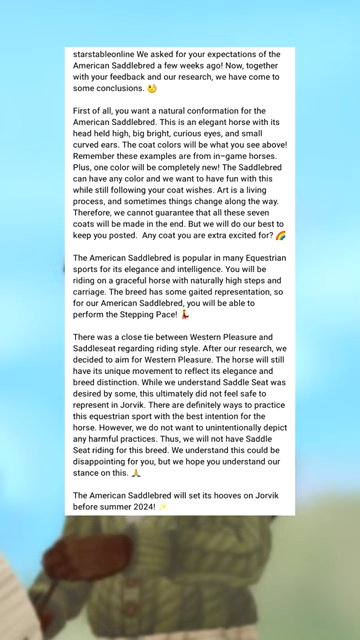 starstableonline We asked for your expectations of the
American Saddlebred a few weeks ago! Now, together
with your feedback and our research, we have come to
some conclusions. 🧐
First of all, you want a natural conformation for the
American Saddlebred. This is an elegant horse with its
head held high, big bright, curious eyes, and small
curved ears. The coat colors will be what you see above!
Remember these examples are from in-game horses.
Plus, one color will be completely new! The Saddlebred
can have any color and we want to have fun with this
while still following your coat wishes. Art is a living
process, and sometimes things change along the way.
Therefore, we cannot guarantee that all these seven
coats will be made in the end. But we will do our best to
keep you posted.  Any coat you are extra excited for? 🌈
The American Saddlebred is popular in many Equestrian
sports for its elegance and intelligence. You will be
riding on a graceful horse with naturally high steps and
carriage. The breed has some gaited representation, so
for our American Saddlebred, you will be able to
perform the Stepping Pace! 💃
There was a close tie between Western Pleasure and
Saddleseat regarding riding style. After our research, we
decided to aim for Western Pleasure. The horse will still
have its unique movement to reflect its elegance and
breed distinction. While we understand Saddle Seat was
desired by some, this ultimately did not feel safe to
represent in Jorvik. There are definitely ways to practice
this equestrian sport with the best intention for the
horse. However, we do not want to unintentionally depict
any harmful practices. Thus, we will not have Saddle
Seat riding for this breed. We understand this could be
disappointing for you, but we hope you understand our
stance on this. 🙏
The American Saddlebred will set its hooves on Jorvik
before summer 2024! ✨